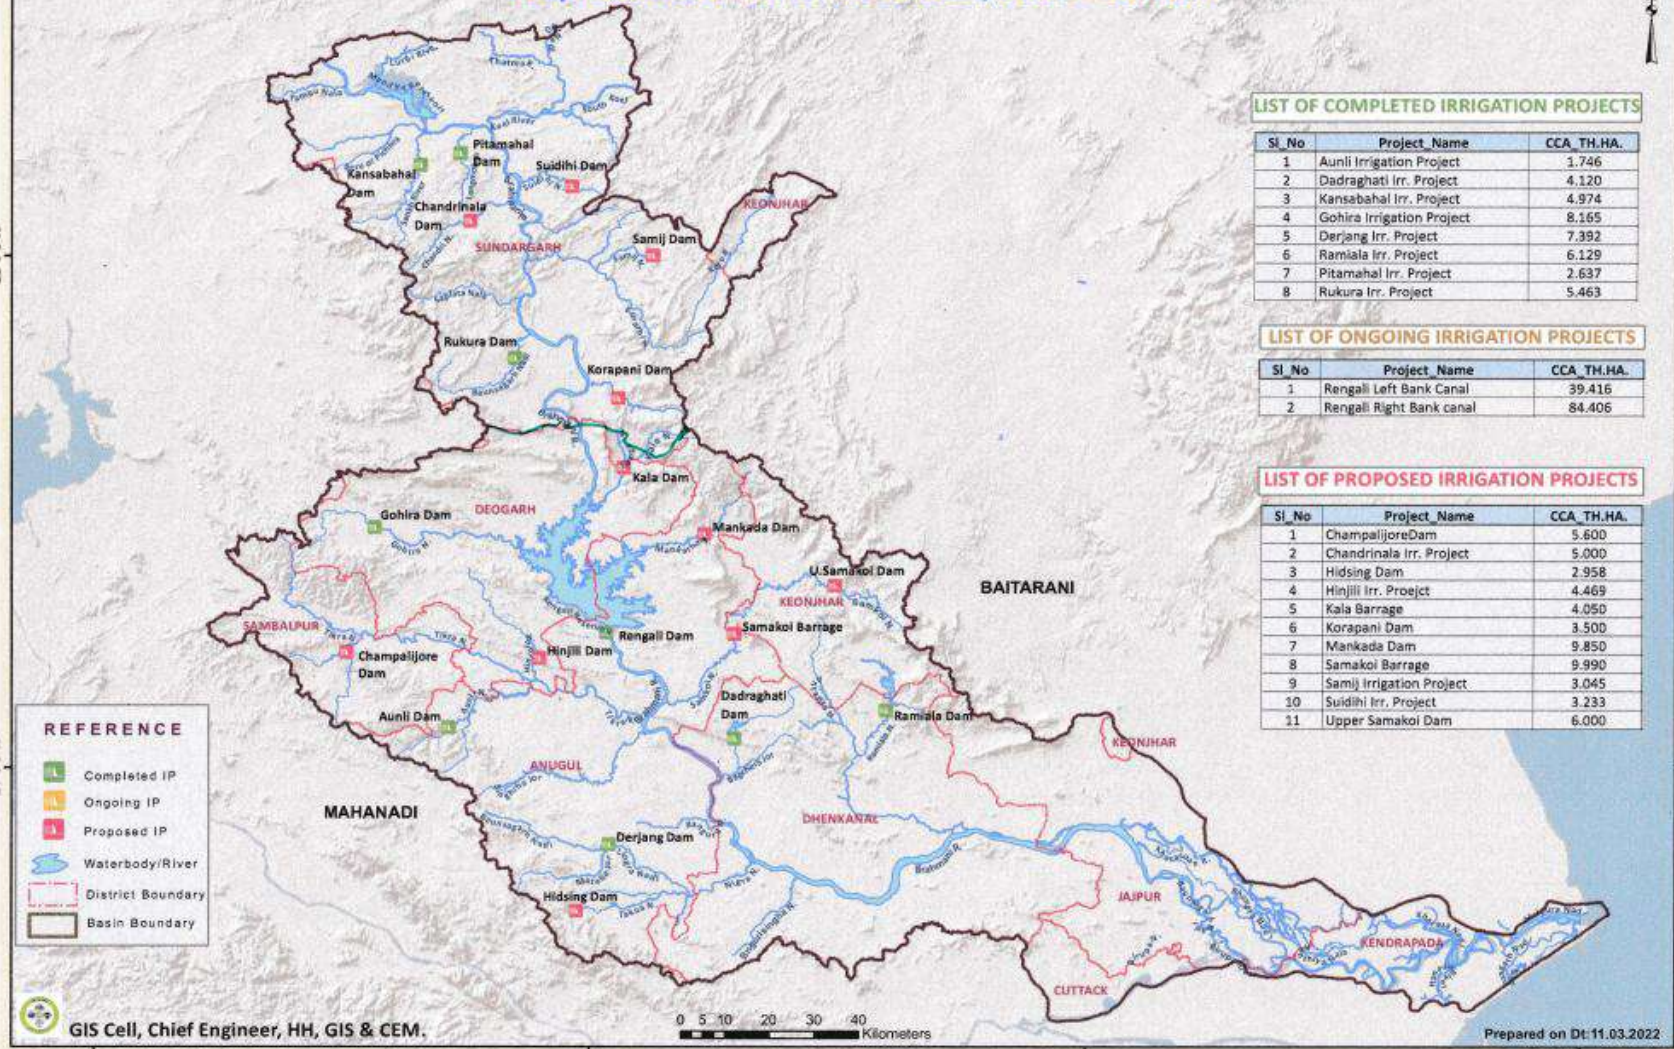 LIST OF COMPLETED IRRIGATION PROJECTS
Sl_No Project_Name CCA_TH.HA.
1 Aunli Irrigation Project 1.746
2 Dadraghati Irr. Project 4.120
3 Kansabahal Irr. Project 4.974
4 Gohira Irrigation Project 8.165
5 Derjang Irr. Project 7.392
6 Ramiala Irr. Project 6.129
7 Pitamahal Irr. Project 2.637
8 Rukura Irr. Project 5.463
LIST OF ONGOING IRRIGATION PROJECTS
Sl_No Project_Name CCA_TH.HA.
1 Rengali Left Bank Canal 39.416
2 Rengali Right Bank canal 84.406
LIST OF PROPOSED IRRIGATION PROJECTS
Sl_No Project_Name CCA_TH.HA.
1 ChampalijoreDam 5.600
2 Chandrinala Irr. Project 5.000
3 Hidsing Dam 2.958
4 Hinjili Irr. Proejct 4.469
5 Kala Barrage 4.050
6 Korapani Dam 3.500
7 Mankada Dam 9.850
8 Samakoi Barrage 9.990
9 Samij Irrigation Project 3.045
10 Suidihi Irr. Project 3.233
11 Upper Samakoi Dam 6.000
Pitamahal
Dam
Suidihi Dam
Kansabahal
Dam
Chandrinala
Dam
KEONJHAR
SUNDARGARH
Samij Dam
Rukura Dam
Korapani Dam
Kala Dam
Gohira Dam
DEOGARH
Gohira N.
Mankada Dam
U.Samakoi Dam
BAITARANI
KEONJHAR
SAMBALPUR
Tikra N.
Tikra N.
Rengali Dam
Samakoi Barrage
Hinjili Dam
Champalijore
Dam
Dadraghati
Dam
Aunli Dam
Ramiala Dam
KEONJHAR
ANUGUL
MAHANADI
DHENKANAL
Derjang Dam
Brahmani R.
Nigra N.
Hidsing Dam
JAJPUR
KENDRAPADA
CUTTACK
REFERENCE
Completed IP
Ongoing IP
Proposed IP
Waterbody/River
District Boundary
Basin Boundary
GIS Cell, Chief Engineer, HH, GIS & CEM.
0 5 10 20 30 40
Kilometers
Prepared on Dt:11.03.2022